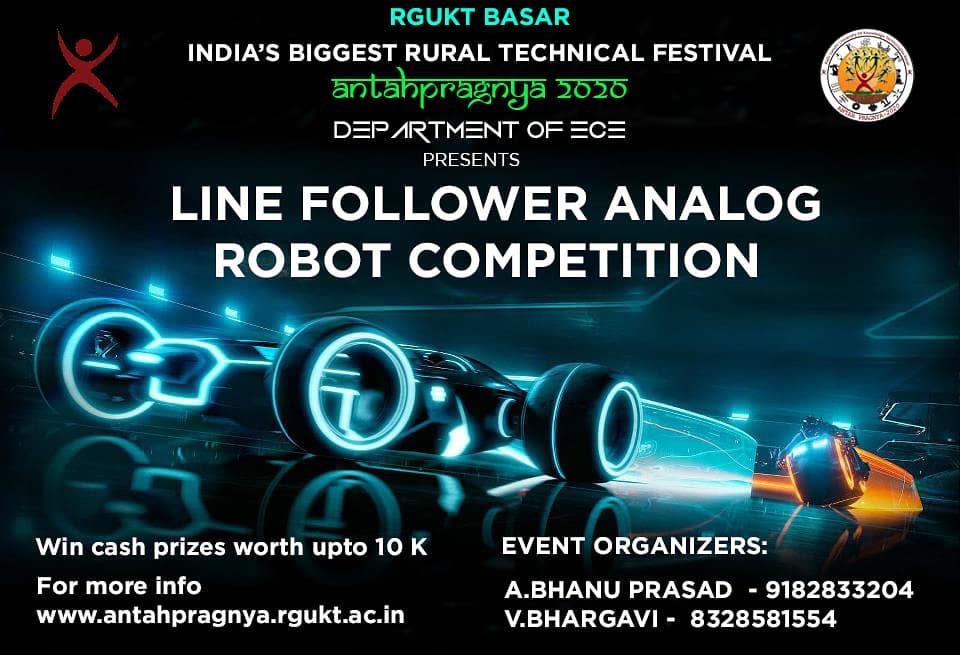 RGUKT BASAR
INDIA'S BIGGEST RURAL TECHNICAL FESTIVAL
antahpragnya 2020
DEPARTMENT OF ECE
PRESENTS
LINE FOLLOWER ANALOG
ROBOT COMPETITION
Win cash prizes worth upto 10 K
For more info
www.antahpragnya.rgukt.ac.in
EVENT ORGANIZERS:
A.BHANU PRASAD - 9182833204
V.BHARGAVI - 8328581554